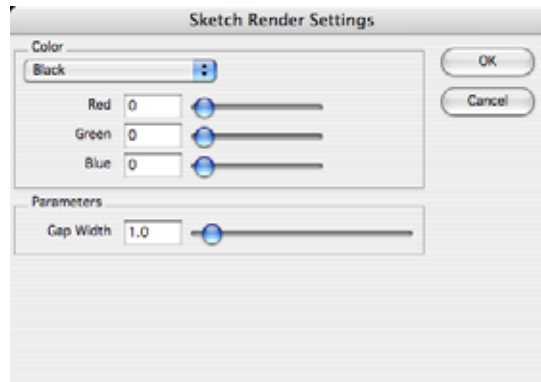 Sketch Render Settings
Color
Black
Red 0
Green 0
Blue 0
OK
Cancel
Parameters
Gap Width 1.0